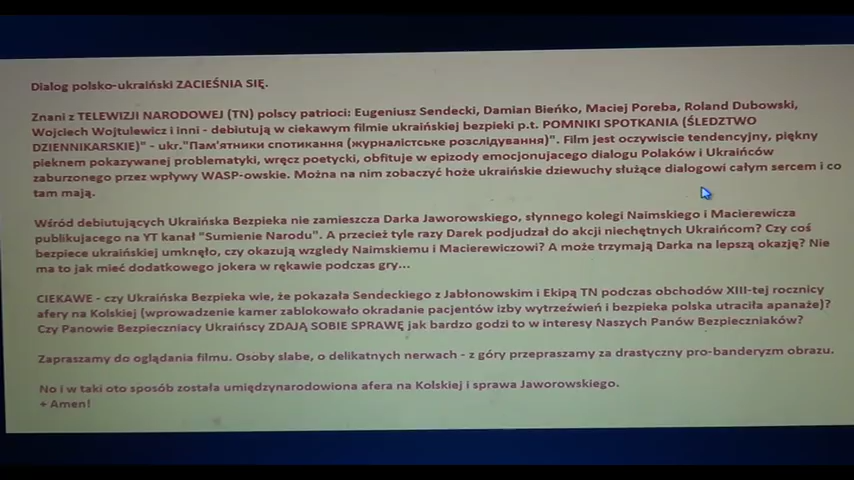 Dialog polsko-ukraiński ZACIEŚNIA SIĘ.
Znani z TELEWIZJI NARODOWEJ (TN) polscy patrioci: Eugeniusz Sendecki, Damian Bieńko, Maciej Poreba, Roland Dubowski,
Wojciech Wojtulewicz i inni - debiutują w ciekawym filmie ukraińskiej bezpieki p.t. POMNIKI SPOTKANIA (ŚLEDZTWO
DZIENNIKARSKIE)" - ukr."Пам'ятники спотикання (журналістське розслідування)". Film jest oczywiscie tendencyjny, piękny
pieknem pokazywanej problematyki, wręcz poetycki, obfituje w epizody emocjonujacego dialogu Polaków i Ukraińców
zaburzonego przez wpływy WASP-owskie. Można na nim zobaczyć hoże ukraińskie dziewuchy służące dialogowi całym sercem i co
tam mają.
Wśród debiutujących Ukraińska Bezpieka nie zamieszcza Darka Jaworowskiego, słynnego kolegi Naimskiego i Macierewicza
publikujacego na YT kanał "Sumienie Narodu". A przecież tyle razy Darek podjudzał do akcji niechętnych Ukraińcom? Czy coś
bezpiece ukraińskiej umknęło, czy okazują wzgledy Naimskiemu i Macierewiczowi? A może trzymają Darka na lepszą okazję? Nie
ma to jak mieć dodatkowego jokera w rękawie podczas gry...
CIEKAWE - czy Ukraińska Bezpieka wie, że pokazała Sendeckiego z Jabłonowskim i Ekipą TN podczas obchodów XIII-tej rocznicy
afery na Kolskiej (wprowadzenie kamer zablokowało okradanie pacjentów izby wytrzeźwień i bezpieka polska utraciła apanaże)?
Czy Panowie Bezpieczniacy Ukraińscy ZDAJĄ SOBIE SPRAWĘ jak bardzo godzi to w interesy Naszych Panów Bezpieczniaków?
Zapraszamy do oglądania filmu. Osoby słabe, o delikatnych nerwach - z góry przepraszamy za drastyczny pro-banderyzm obrazu.
No i w taki oto sposób została umiędzynarodowiona afera na Kolskiej i sprawa Jaworowskiego.
+ Amen!